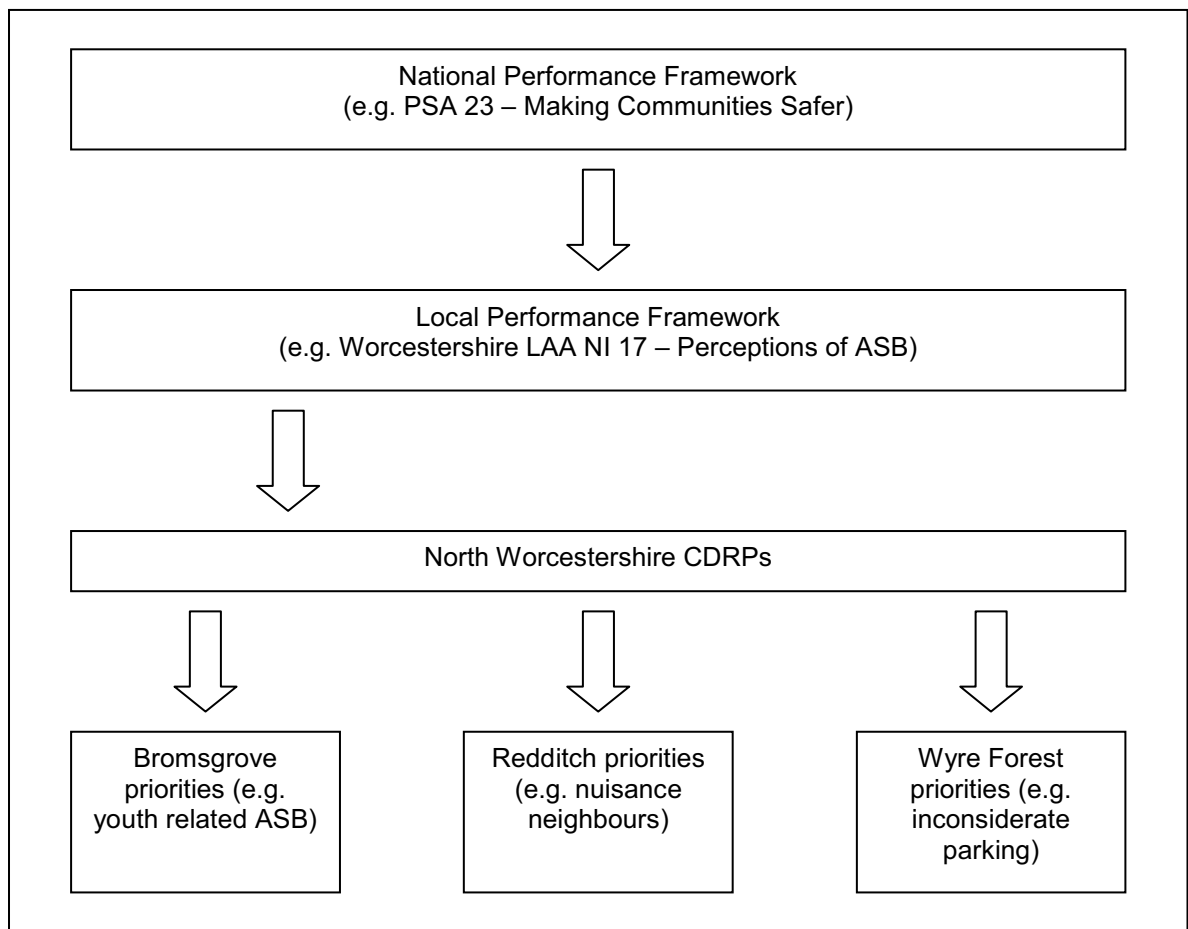 National Performance Framework
(e.g. PSA 23 – Making Communities Safer)
Local Performance Framework
(e.g. Worcestershire LAA NI 17 – Perceptions of ASB)
North Worcestershire CDRPs
Bromsgrove
priorities (e.g.
youth related ASB)
Redditch priorities
(e.g. nuisance
neighbours)
Wyre Forest
priorities (e.g.
inconsiderate
parking)